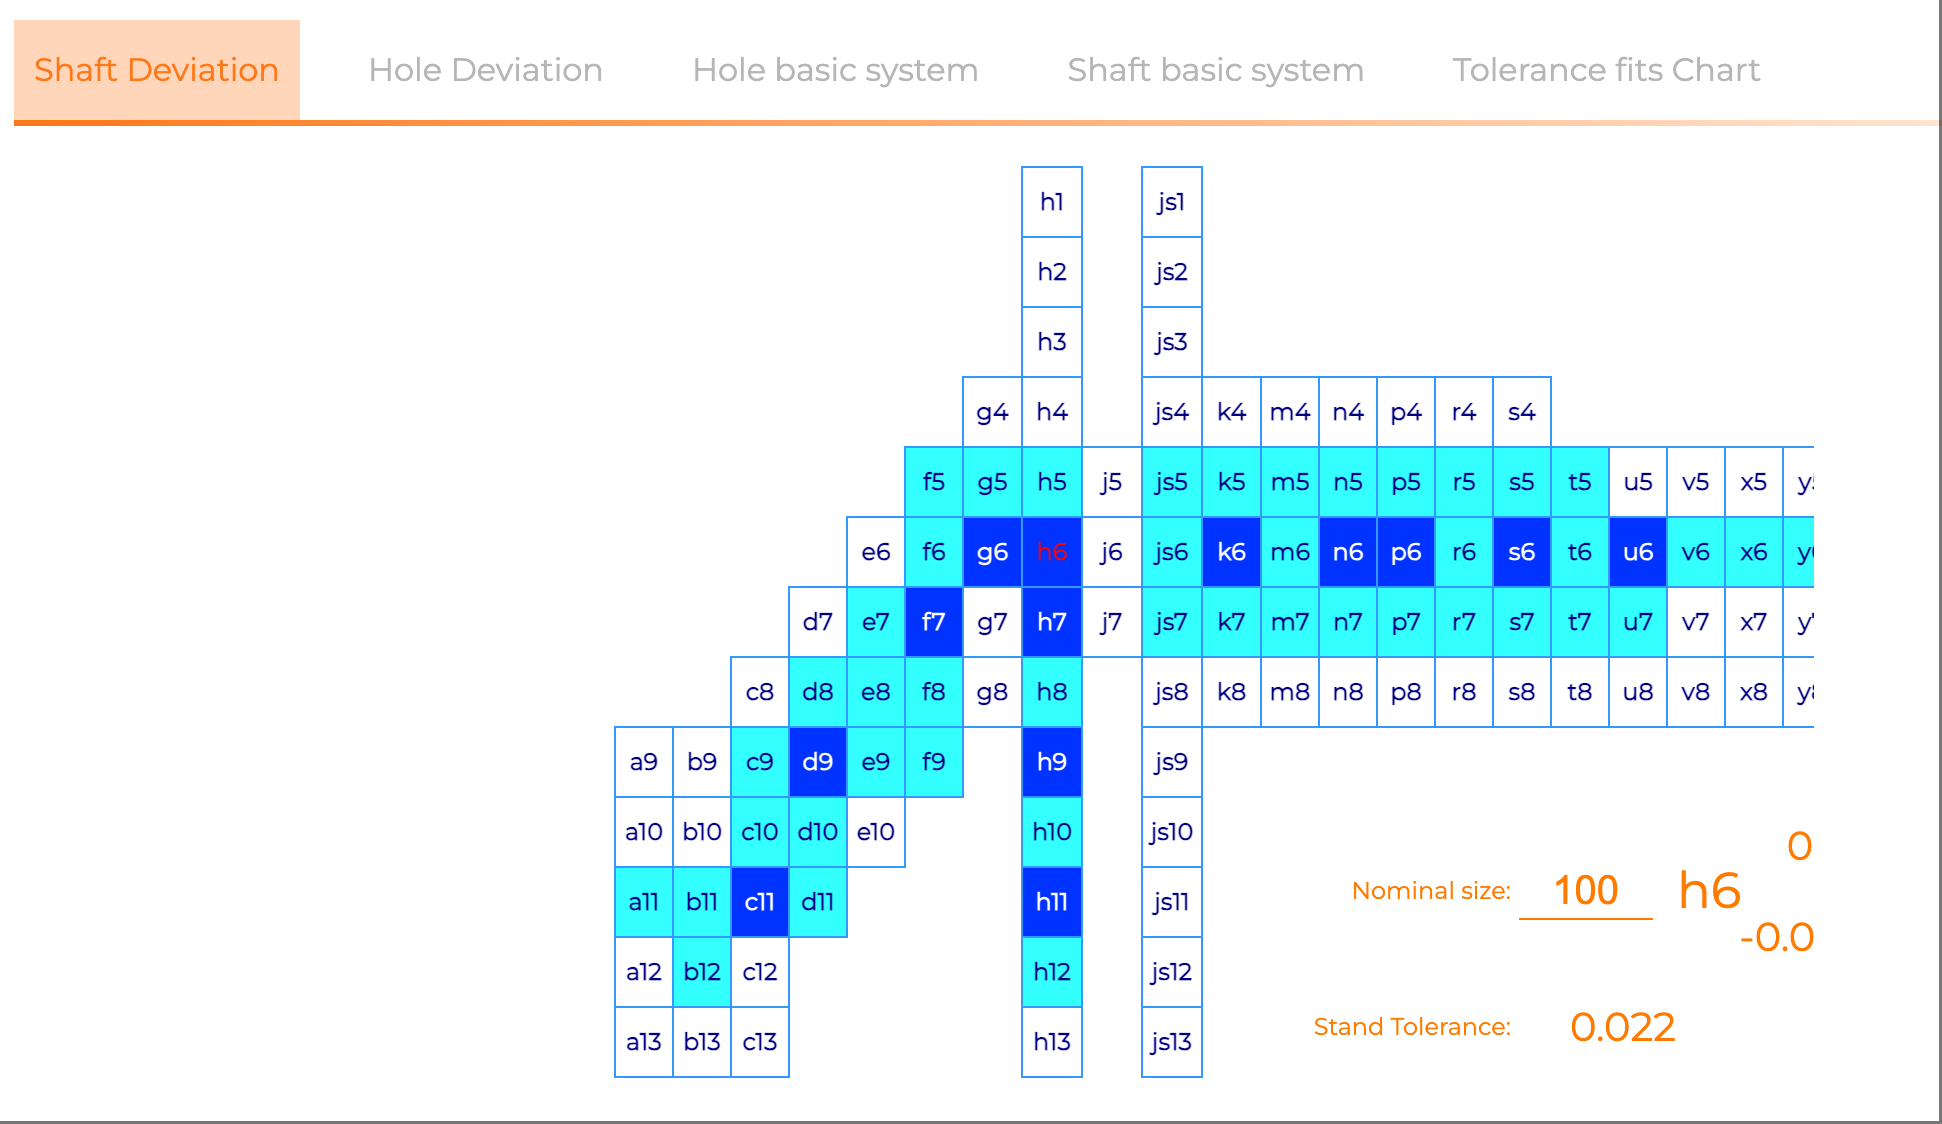 Shaft Deviation Hole Deviation Hole basic system Shaft basic system Tolerance fits Chart
h1 js1
h2 js2
h3 js3
g4 h4 js4 k4 m4 n4 p4 r4 s4
f5 g5 h5 j5 js5 k5 m5 n5 p5 r5 s5 t5 u5 v5 x5 y5
e6 f6 g6 h6 j6 js6 k6 m6 n6 p6 r6 s6 t6 u6 v6 x6 y6
d7 e7 f7 g7 h7 j7 js7 k7 m7 n7 p7 r7 s7 t7 u7 v7 x7 y7
c8 d8 e8 f8 g8 h8 js8 k8 m8 n8 p8 r8 s8 t8 u8 v8 x8 y8
a9 b9 c9 d9 e9 f9 h9 js9
a10 b10 c10 d10 e10 h10 js10
a11 b11 c11 d11 h11 js11
a12 b12 c12 h12 js12
a13 b13 c13 h13 js13
0
Nominal size: 100 h6
-0.0
Stand Tolerance: 0.022